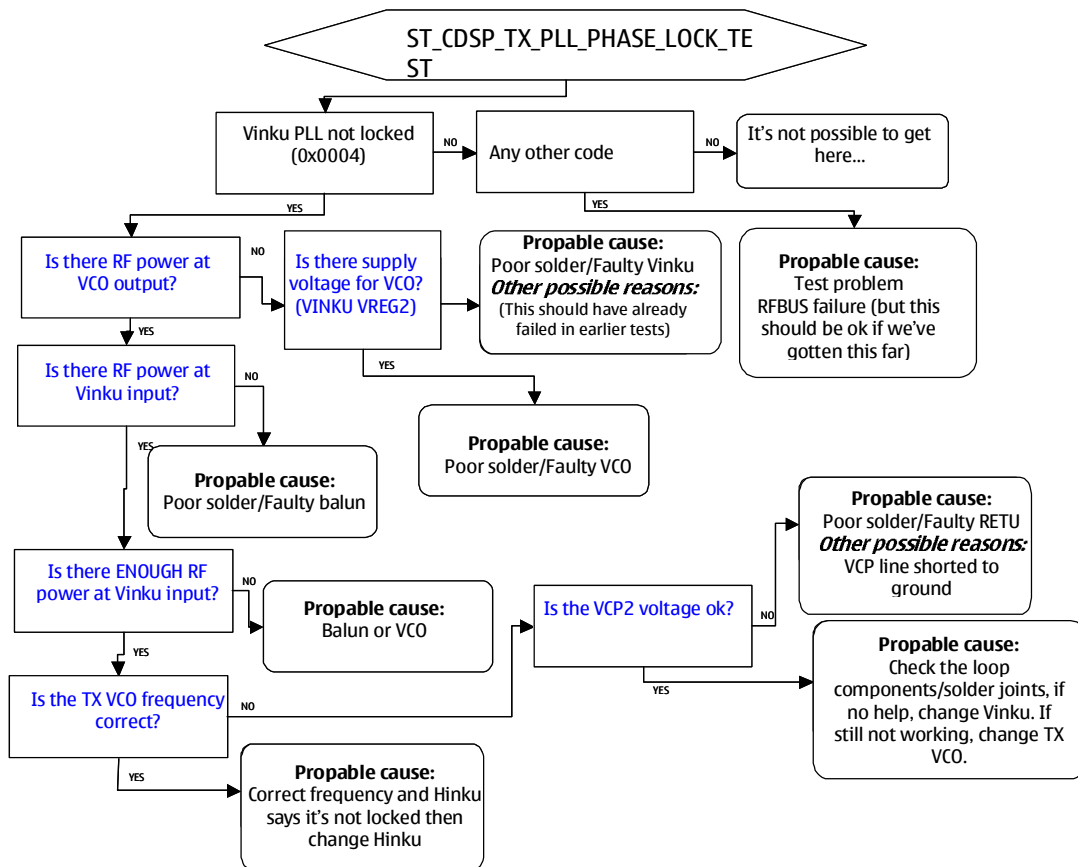 ST_CDSP_TX_PLL_PHASE_LOCK_TE
ST
Vinku PLL not locked
(0x0004)
NO
Any other code
NO
It's not possible to get
here...
YES
YES
Is there RF power at
VCO output?
NO
Is there supply
voltage for VCO?
(VINKU VREG2)
Propable cause:
Poor solder/Faulty Vinku
Other possible reasons:
(This should have already
failed in earlier tests)
Propable cause:
Test problem
RFBUS failure (but this
should be ok if we've
gotten this far)
YES
YES
Is there RF power at
Vinku input?
NO
YES
Propable cause:
Poor solder/Faulty balun
Propable cause:
Poor solder/Faulty VCO
Propable cause:
Poor solder/Faulty RETU
Other possible reasons:
VCP line shorted to
ground
Is there ENOUGH RF
power at Vinku input?
NO
Propable cause:
Balun or VCO
Is the VCP2 voltage ok?
NO
YES
YES
Propable cause:
Check the loop
components/solder joints, if
no help, change Vinku. If
still not working, change TX
VCO.
Is the TX VCO frequency
correct?
NO
YES
Propable cause:
Correct frequency and Hinku
says it's not locked then
change Hinku